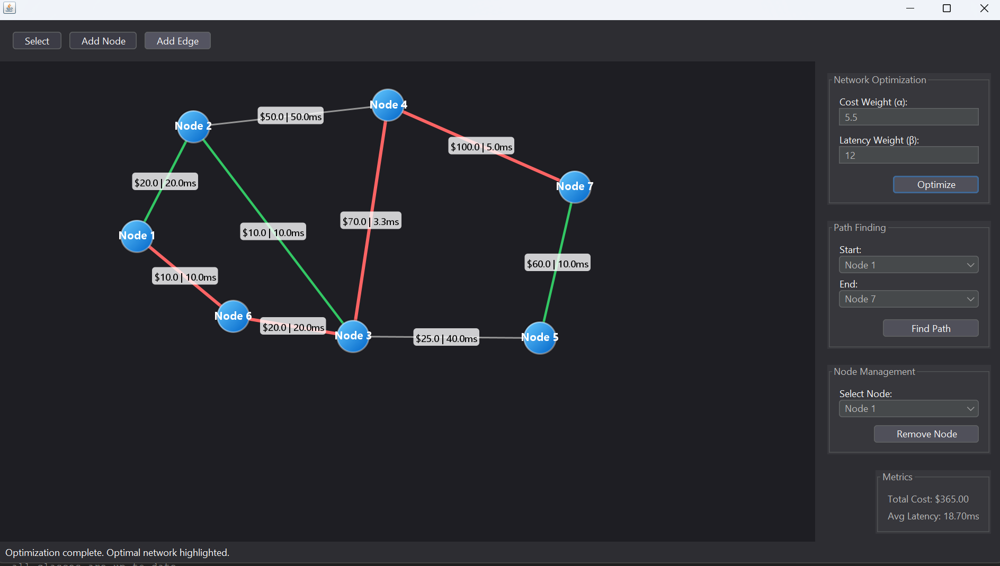 Select
Add Node
Add Edge
Node 4
$50.0 | 50.0ms
Node 2
$100.0 | 5.0ms
$20.0 | 20.0ms
Node 7
$70.0 | 3.3ms
$10.0 | 10.0ms
Node 1
$60.0 | 10.0ms
$10.0 | 10.0ms
Node 6
$20.0 | 20.0ms
Node 3
$25.0 | 40.0ms
Node 5
Network Optimization
Cost Weight (α):
5.5
Latency Weight (β):
12
Optimize
Path Finding
Start:
Node 1
End:
Node 7
Find Path
Node Management
Select Node:
Node 1
Remove Node
Metrics
Total Cost: $365.00
Avg Latency: 18.70ms
Optimization complete. Optimal network highlighted.